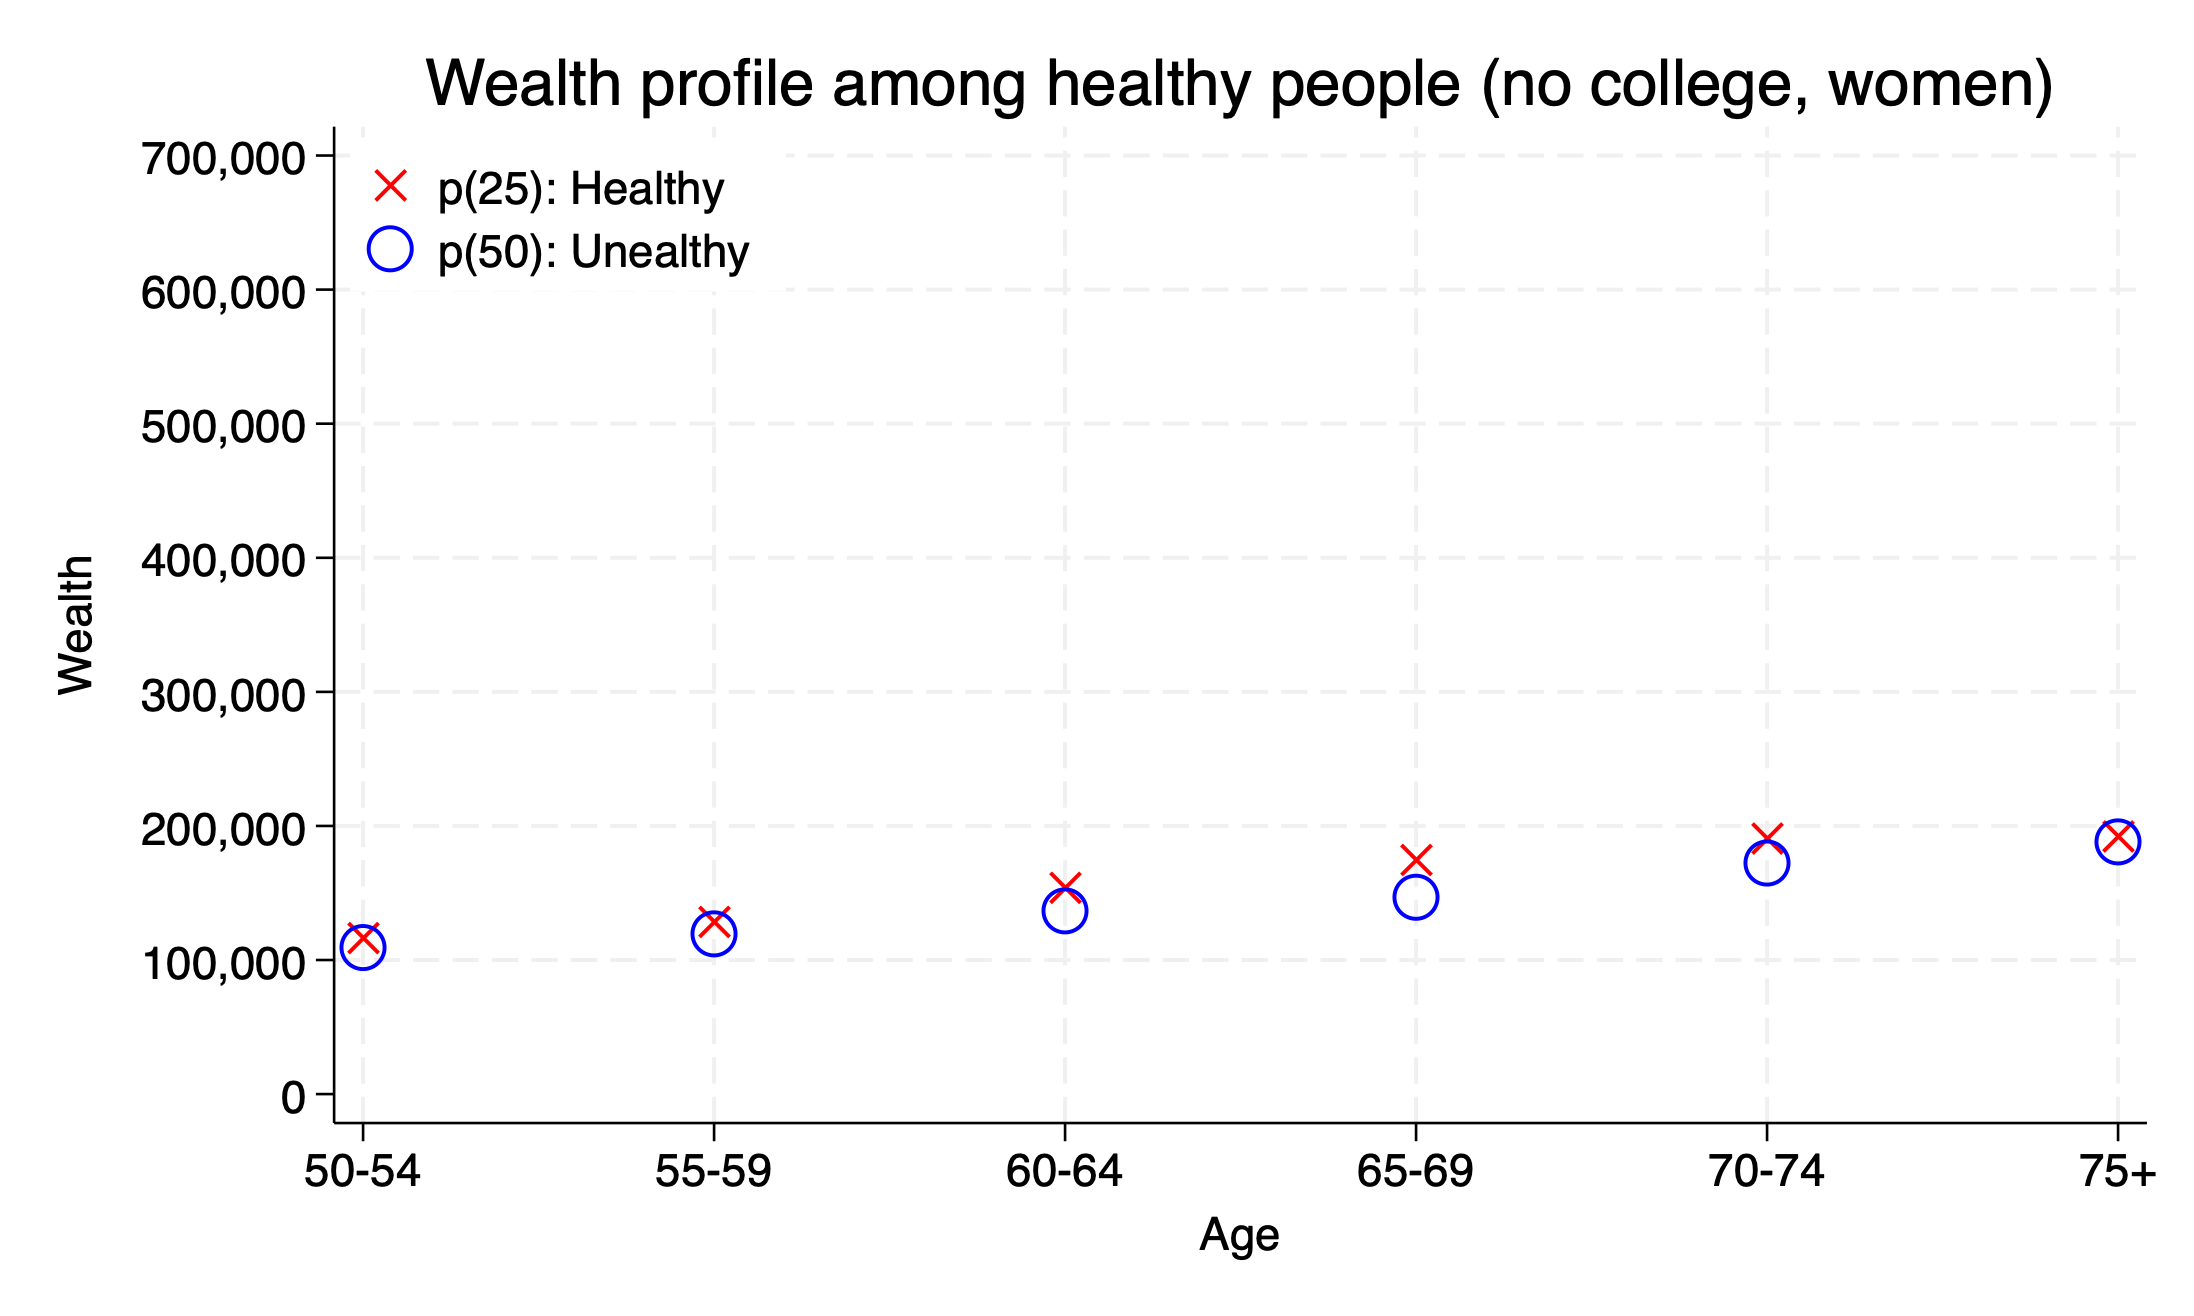 Wealth profile among healthy people (no college, women)
700,000
p(25): Healthy
p(50): Unealthy
600,000
500,000
400,000
300,000
200,000
100,000
0
Wealth
50-54 55-59 60-64 65-69 70-74 75+
Age